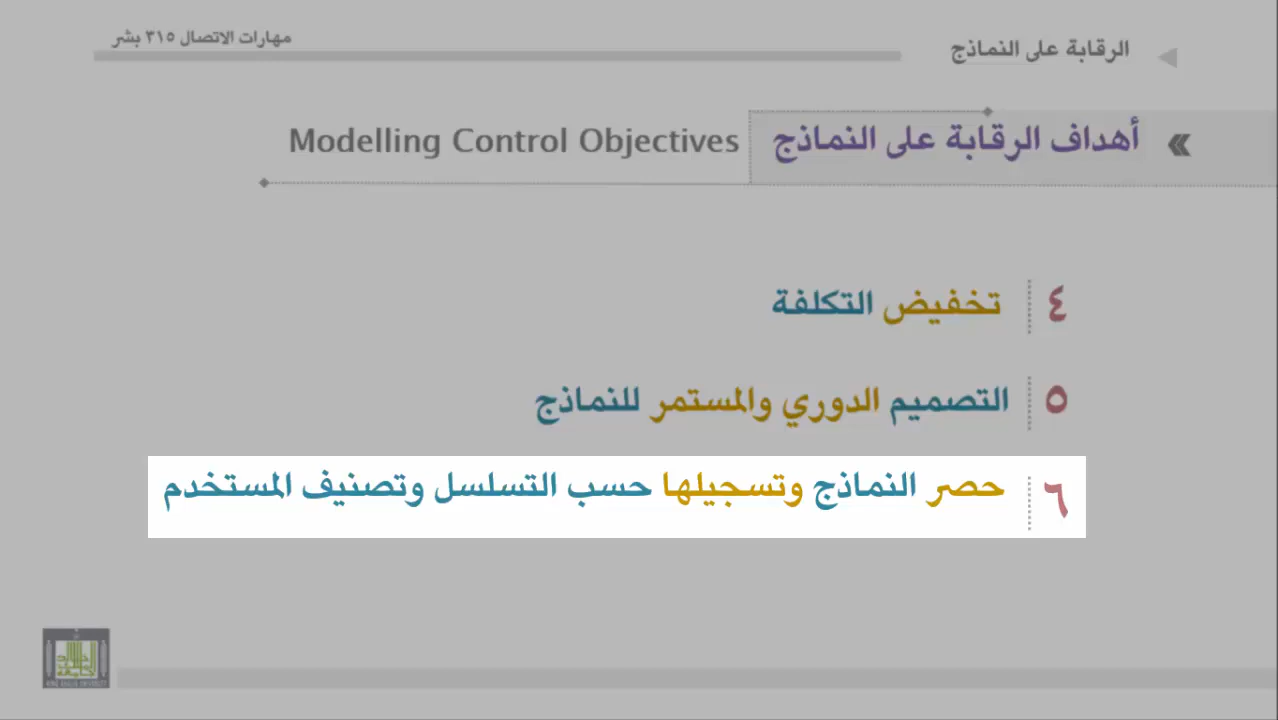 مهارات الاتصال ٣١٥ بشر
الرقابة على النماذج
أهداف الرقابة على النماذج Modelling Control Objectives
٤ تخفيض التكلفة
٥ التصميم الدوري والمستمر للنماذج
٦ حصر النماذج وتسجيلها حسب التسلسل وتصنيف المستخدم